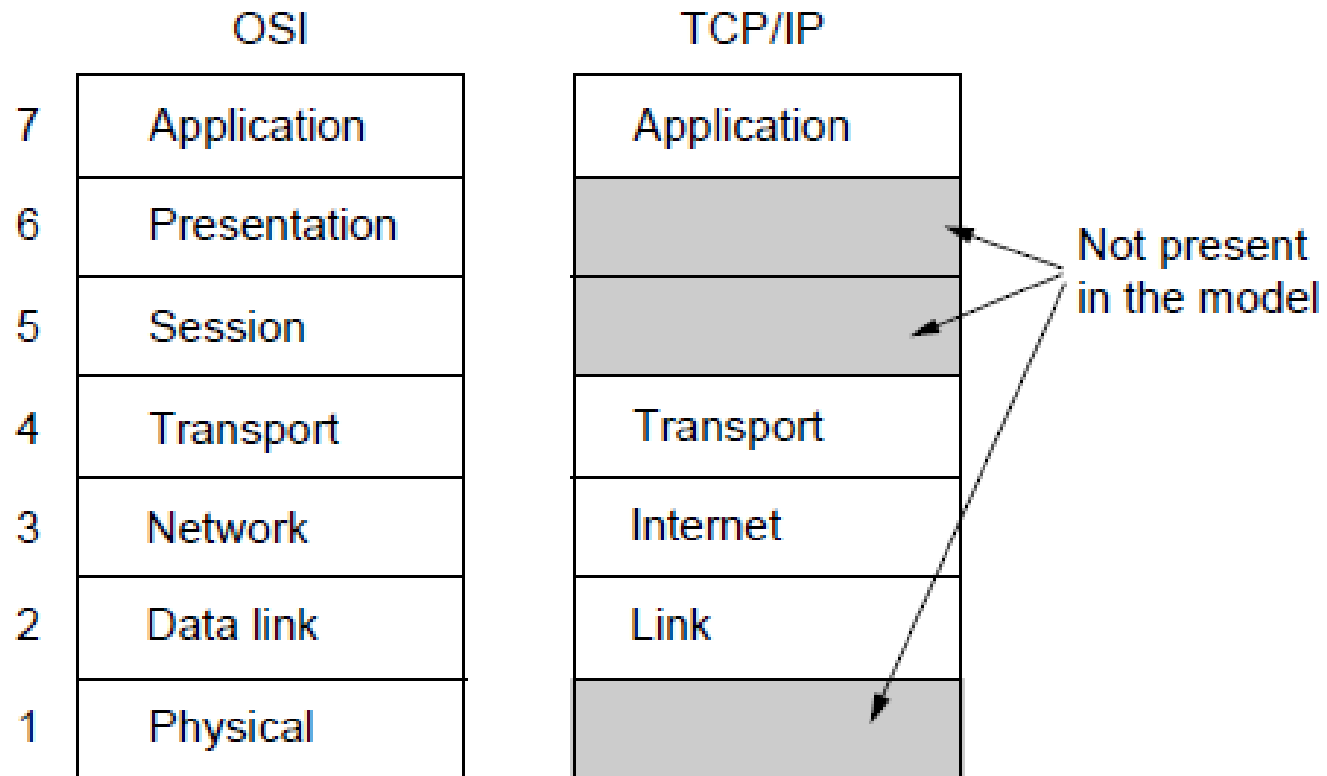 OSI
TCP/IP
7
Application
Application
6
Presentation
Not present
in the model
5
Session
4
Transport
Transport
3
Network
Internet
2
Data link
Link
1
Physical